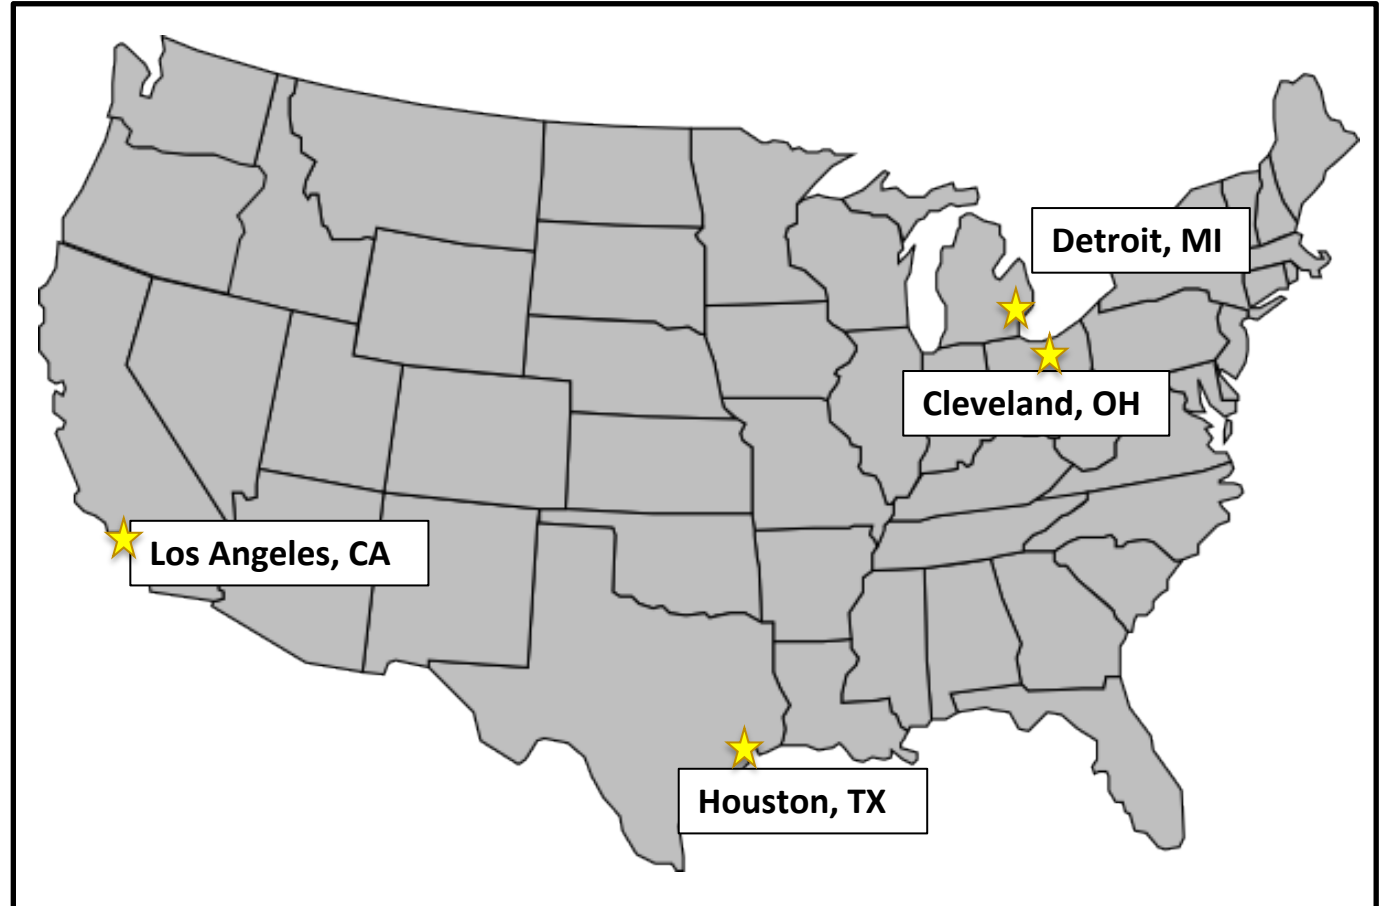 Detroit, MI
Cleveland, OH
Los Angeles, CA
Houston, TX